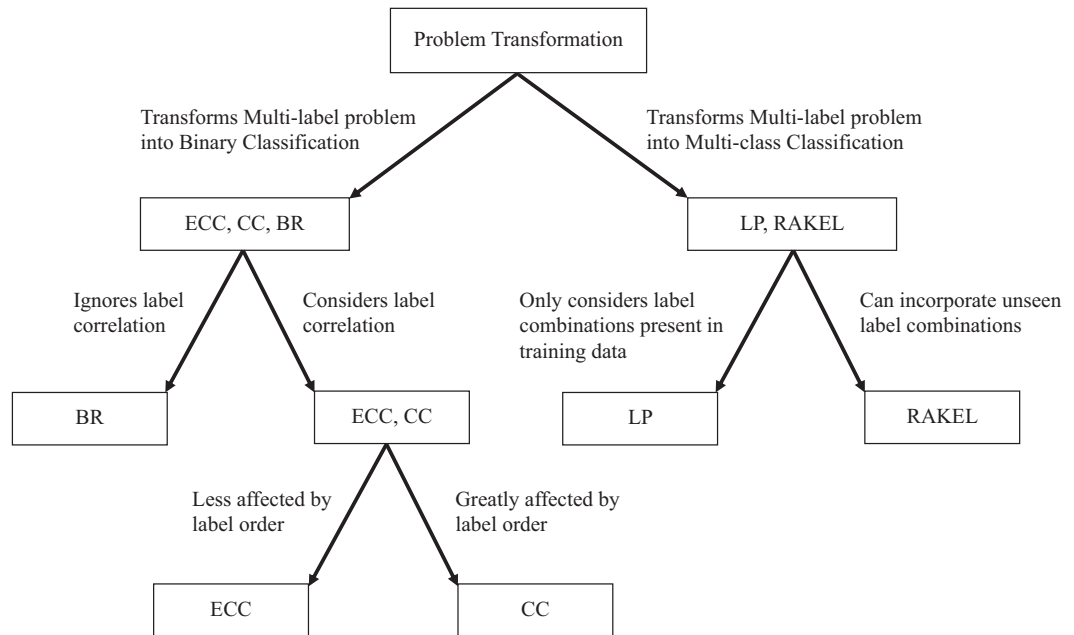 Problem Transformation
Transforms Multi-label problem
into Binary Classification
Transforms Multi-label problem
into Multi-class Classification
ECC, CC, BR
LP, RAKEL
Ignores label
correlation
Considers label
correlation
Only considers label
combinations present in
training data
Can incorporate unseen
label combinations
BR
ECC, CC
LP
RAKEL
Less affected by
label order
Greatly affected by
label order
ECC
CC